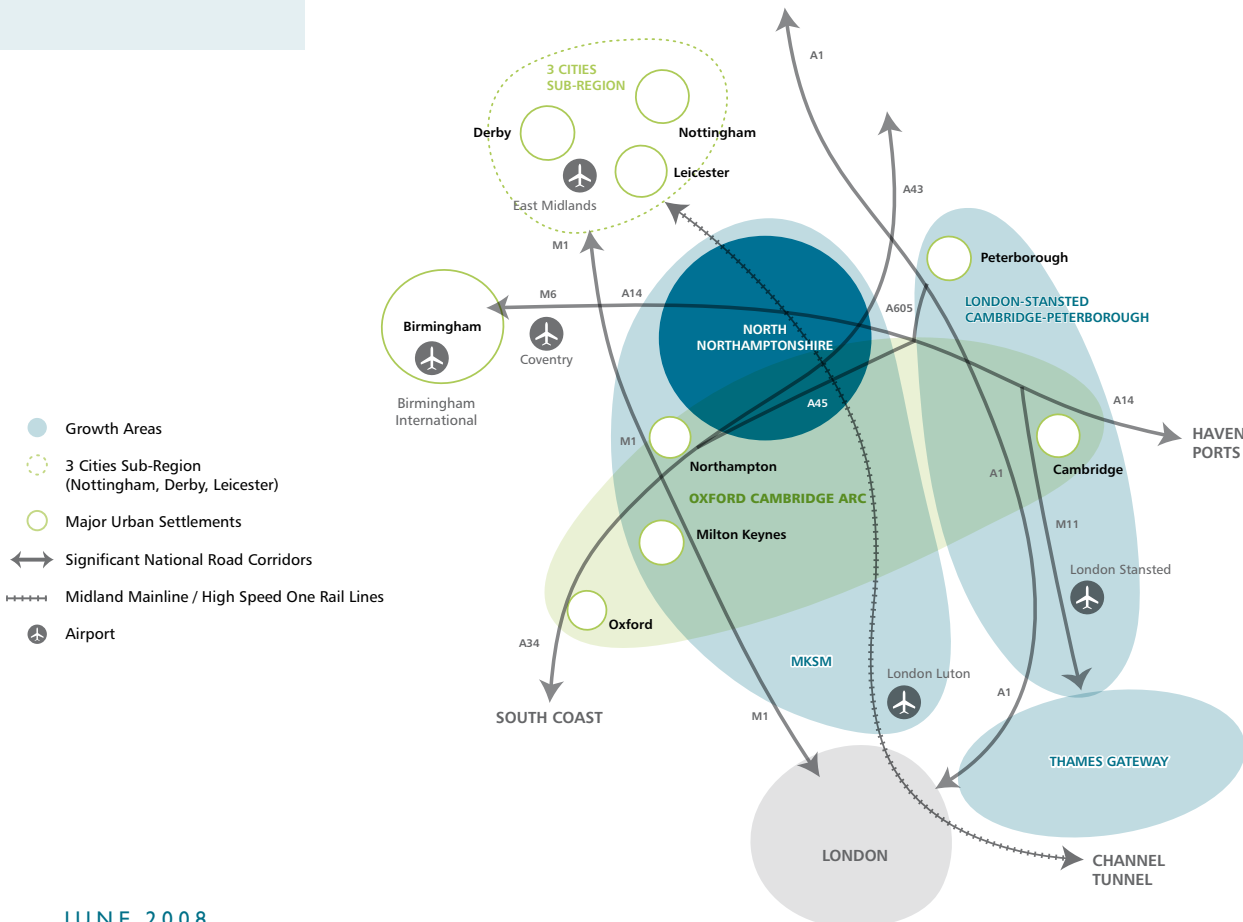 A1
3 CITIES
SUB-REGION
Derby
Nottingham
Leicester
East Midlands
A43
M1
Peterborough
M6
A14
A605
LONDON-STANSTED
CAMBRIDGE-PETERBOROUGH
Birmingham
Coventry
NORTH
NORTHAMPTONSHIRE
Birmingham
International
A45
A14
HAVEN
PORTS
Growth Areas
3 Cities Sub-Region
(Nottingham, Derby, Leicester)
Major Urban Settlements
Significant National Road Corridors
Midland Mainline / High Speed One Rail Lines
Airport
M1
Northampton
Cambridge
A1
OXFORD CAMBRIDGE ARC
Milton Keynes
M11
London Stansted
Oxford
A34
MKSM
London Luton
A1
SOUTH COAST
M1
THAMES GATEWAY
LONDON
CHANNEL
TUNNEL
JUNE 2008